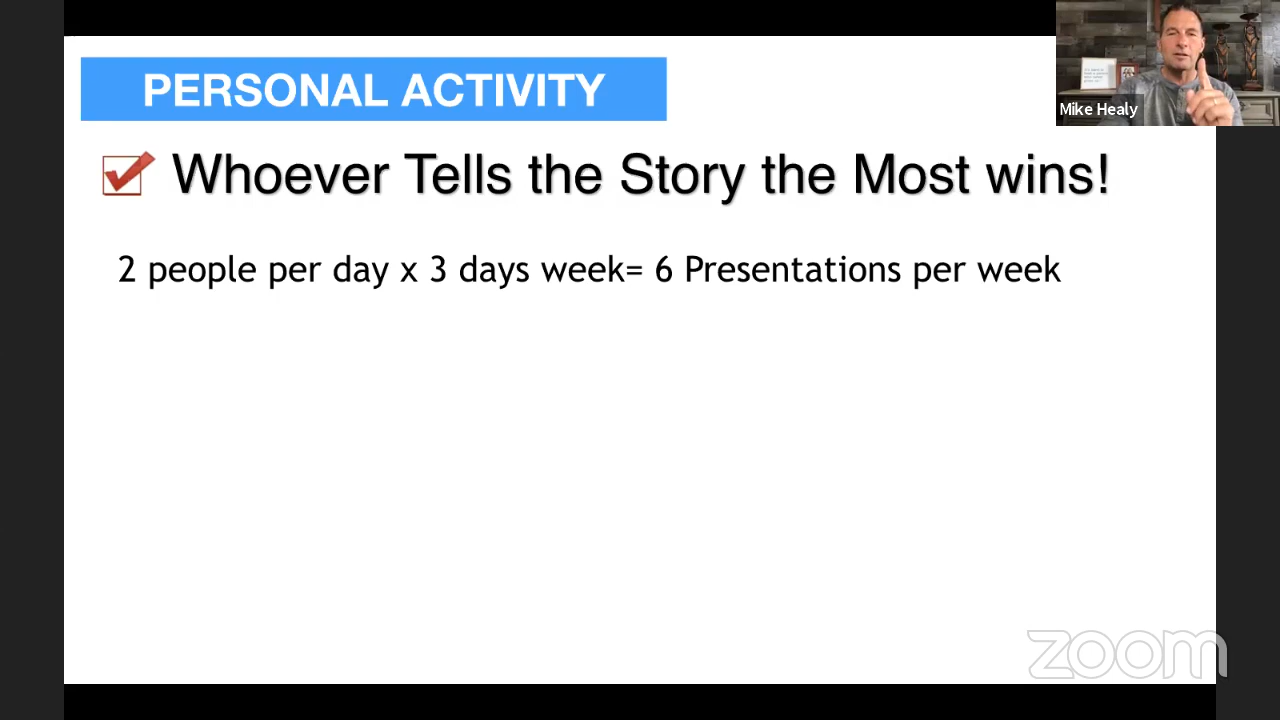 PERSONAL ACTIVITY
Mike Healy
Whoever Tells the Story the Most wins!
2 people per day x 3 days week= 6 Presentations per week
zoom